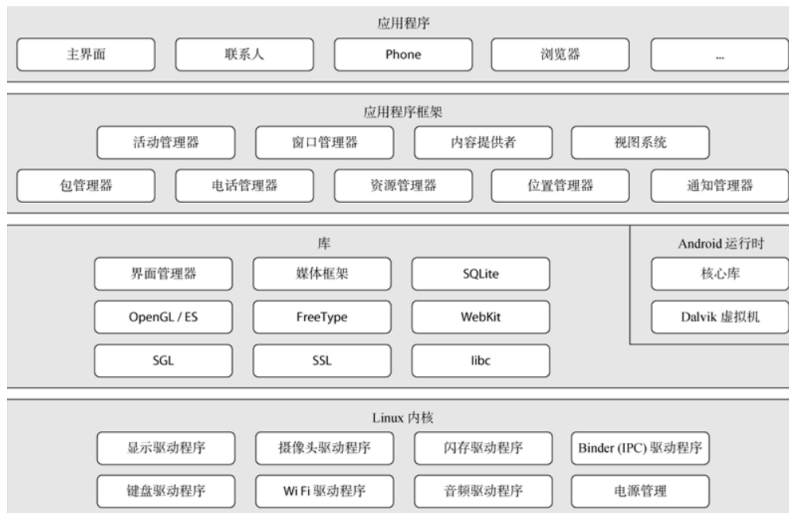 应用程序
主界面 联系人 Phone 浏览器 ...
应用程序框架
活动管理器 窗口管理器 内容提供者 视图系统
包管理器 电话管理器 资源管理器 位置管理器 通知管理器
库 Android 运行时
界面管理器 媒体框架 SQLite 核心库
OpenGL / ES FreeType WebKit Dalvik 虚拟机
SGL SSL libc
Linux 内核
显示驱动程序 摄像头驱动程序 闪存驱动程序 Binder (IPC) 驱动程序
键盘驱动程序 Wi Fi 驱动程序 音频驱动程序 电源管理